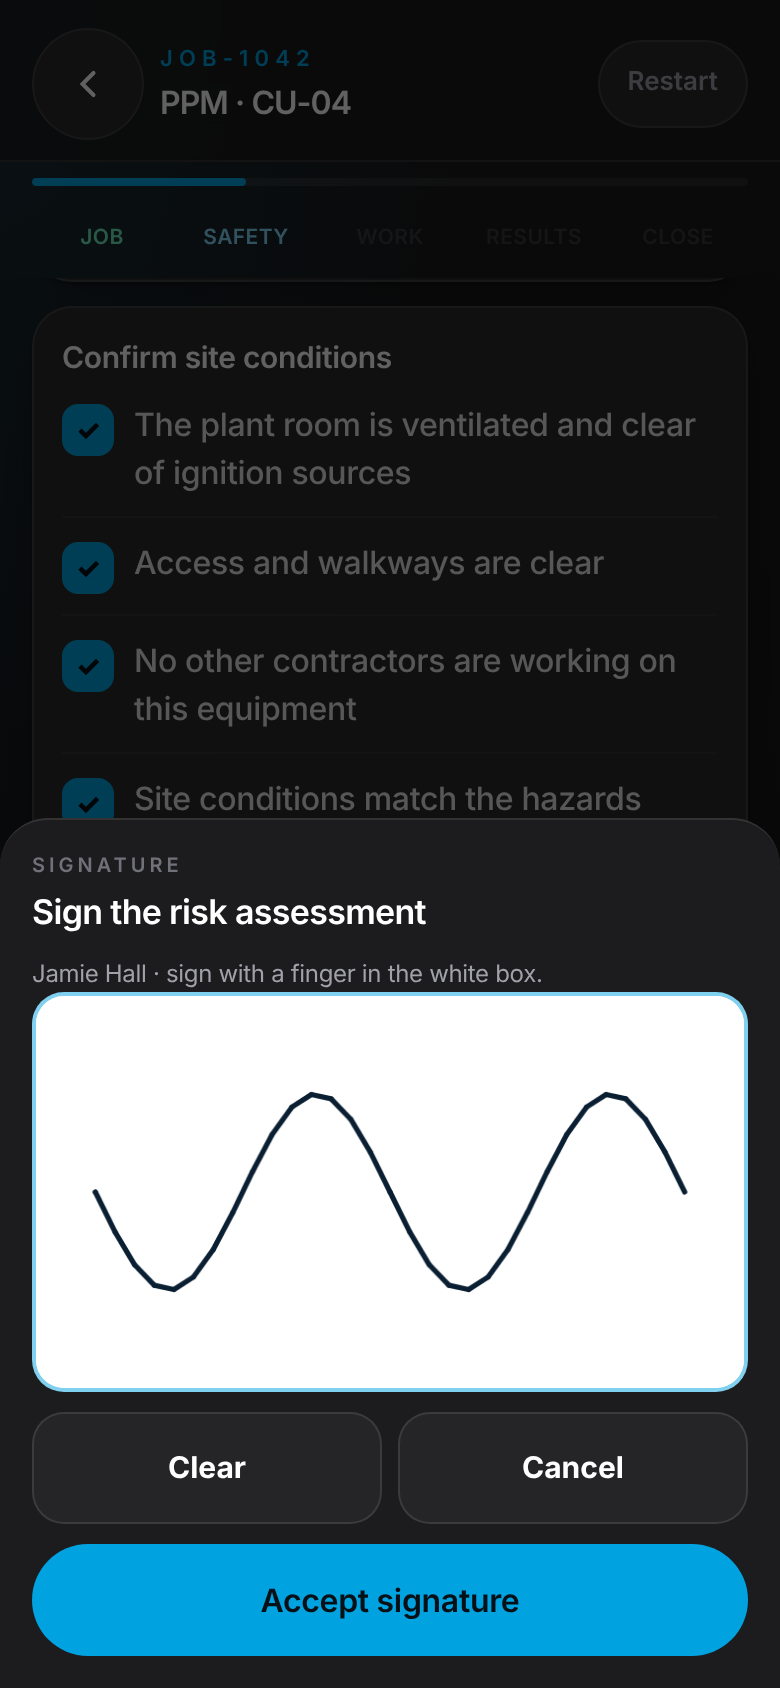 JOB-1042
PPM · CU-04
Restart
JOB
SAFETY
WORK
RESULTS
CLOSE
Confirm site conditions
The plant room is ventilated and clear
of ignition sources
Access and walkways are clear
No other contractors are working on
this equipment
Site conditions match the hazards
SIGNATURE
Sign the risk assessment
Jamie Hall · sign with a finger in the white box.
Clear
Cancel
Accept signature